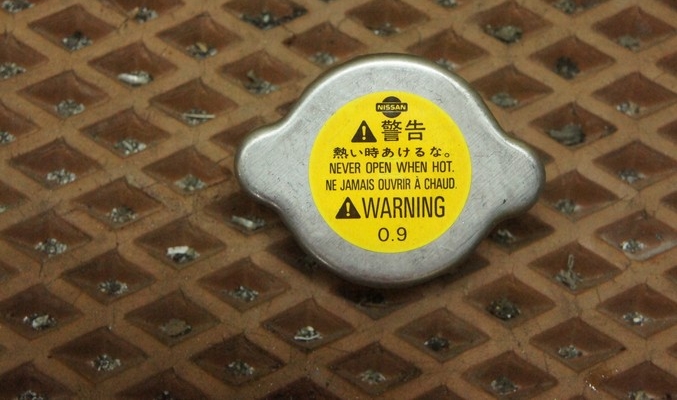 NISSAN
警告
熱い時あけるな。
NEVER OPEN WHEN HOT.
NE JAMAIS OUVRIR À CHAUD.
WARNING
0.9